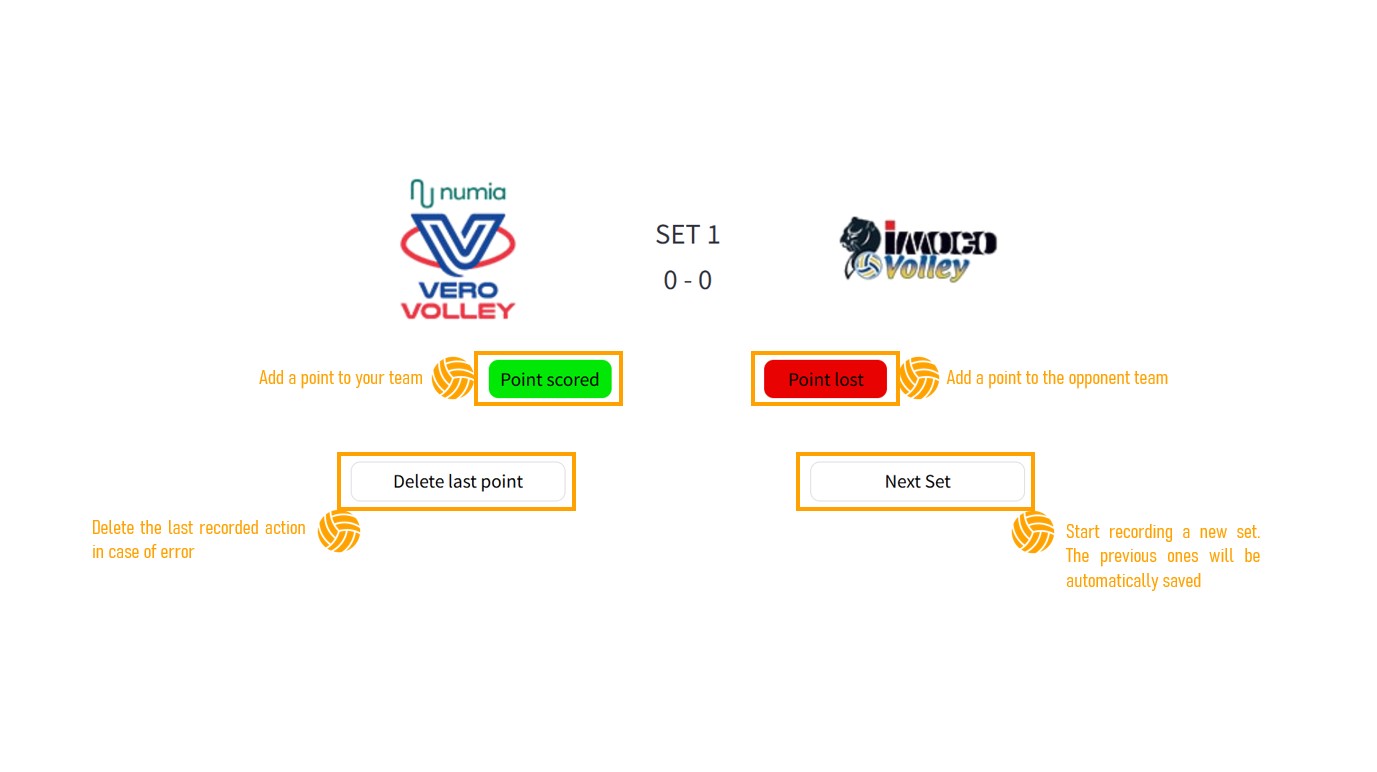 numia
VERO
VOLLEY
SET 1
0 - 0
imoco
Volley
Add a point to your team
Point scored
Point lost
Add a point to the opponent team
Delete last point
Next Set
Delete the last recorded action
in case of error
Start recording a new set.
The previous ones will be
automatically saved